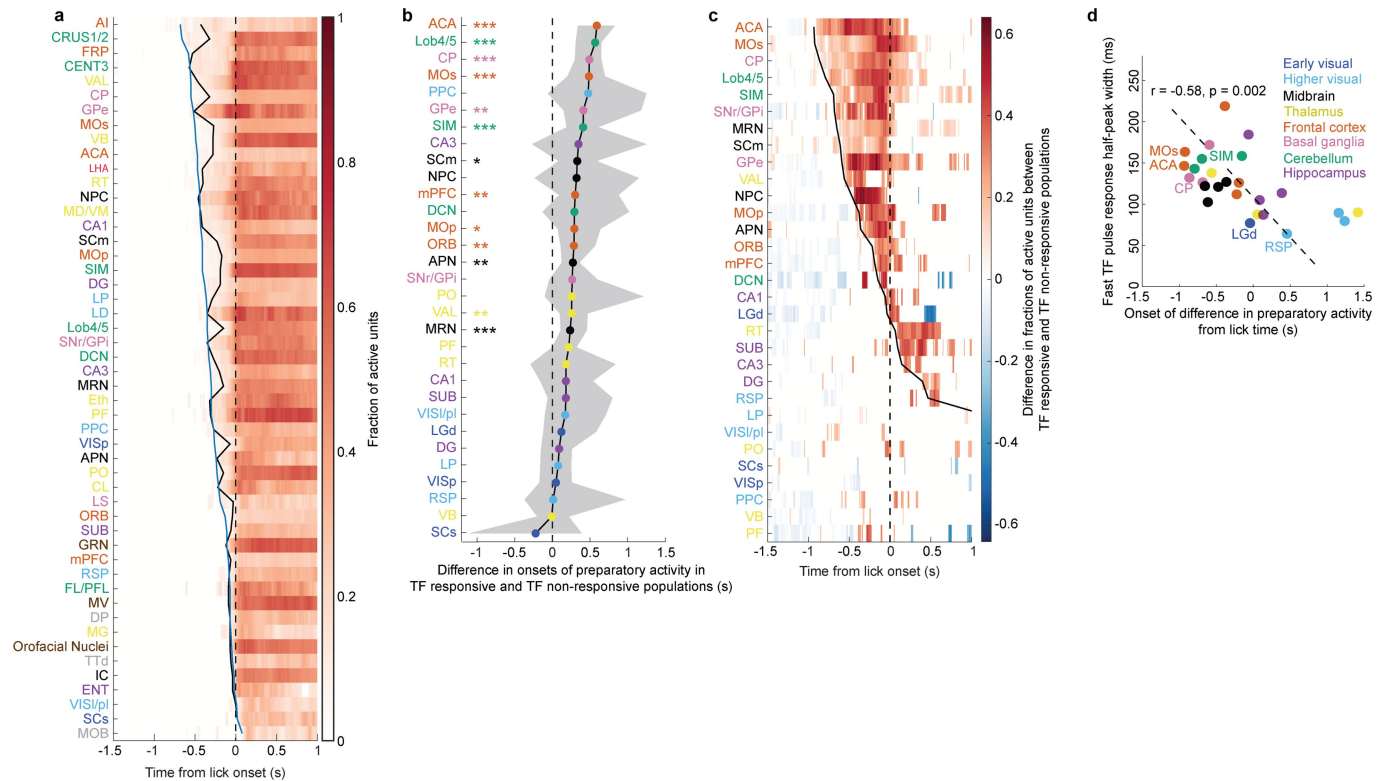 a
AI
CRUS1/2
FRP
CENT3
VAL
CP
GPe
MOs
VB
ACA
LHA
RT
NPC
MD/VM
CA1
SCm
MOp
SIM
DG
LP
LD
Lob4/5
SNr/GPi
DCN
CA3
MRN
Eth
PF
PPC
VISp
APN
PO
CL
LS
ORB
SUB
GRN
mPFC
RSP
FL/PFL
MV
DP
MG
Orofacial Nuclei
TTd
IC
ENT
VISl/pl
SCs
MOB
-1.5 -1 -0.5 0 0.5 1
Time from lick onset (s)
1
0.8
0.6
0.4
0.2
0
Fraction of active units
b
ACA ***
Lob4/5 ***
CP ***
MOs ***
PPC
GPe **
SIM ***
CA3
SCm *
NPC
mPFC **
DCN
MOp *
ORB **
APN **
SNr/GPi
PO
VAL **
MRN ***
PF
RT
CA1
SUB
VISl/pl
LGd
DG
LP
VISp
RSP
VB
SCs
-1 -0.5 0 0.5 1 1.5
Difference in onsets of preparatory activity in
TF responsive and TF non-responsive populations (s)
c
ACA
MOs
CP
Lob4/5
SIM
SNr/GPi
MRN
SCm
GPe
VAL
NPC
MOp
APN
ORB
mPFC
DCN
CA1
LGd
RT
SUB
CA3
DG
RSP
LP
VISl/pl
PO
SCs
VISp
PPC
VB
PF
-1.5 -1 -0.5 0 0.5 1
Time from lick onset (s)
0.6
0.4
0.2
0
-0.2
-0.4
-0.6
Difference in fractions of active units between
TF responsive and TF non-responsive populations
d
Fast TF pulse response half-peak width (ms)
250
200
150
100
50
0
r = -0.58, p = 0.002
MOs
ACA
CP
SIM
LGd
RSP
Early visual
Higher visual
Midbrain
Thalamus
Frontal cortex
Basal ganglia
Cerebellum
Hippocampus
-1.5 -1 -0.5 0 0.5 1 1.5
Onset of difference in preparatory activity
from lick time (s)